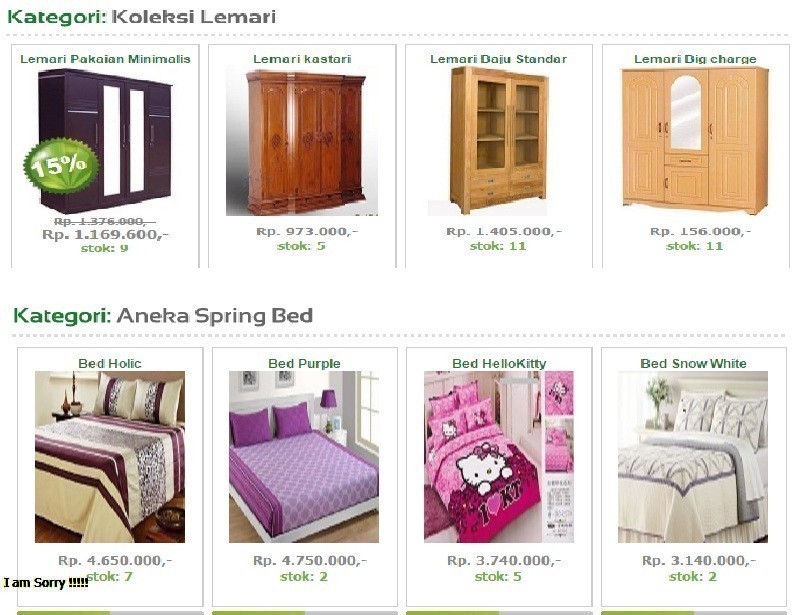 Kategori: Koleksi Lemari
Lemari Pakaian Minimalis
Lemari kastari
Lemari Baju Standar
Lemari Big charge
15%
Rp. 1.376.000,-
Rp. 1.169.600,-
stok: 9
Rp. 973.000,-
stok: 5
Rp. 1.405.000,-
stok: 11
Rp. 156.000,-
stok: 11
Kategori: Aneka Spring Bed
Bed Holic
Bed Purple
Bed HelloKitty
Bed Snow White
I ♥ KT
Rp. 4.650.000,-
stok: 7
Rp. 4.750.000,-
stok: 2
Rp. 3.740.000,-
stok: 5
Rp. 3.140.000,-
stok: 2
I am Sorry !!!!!